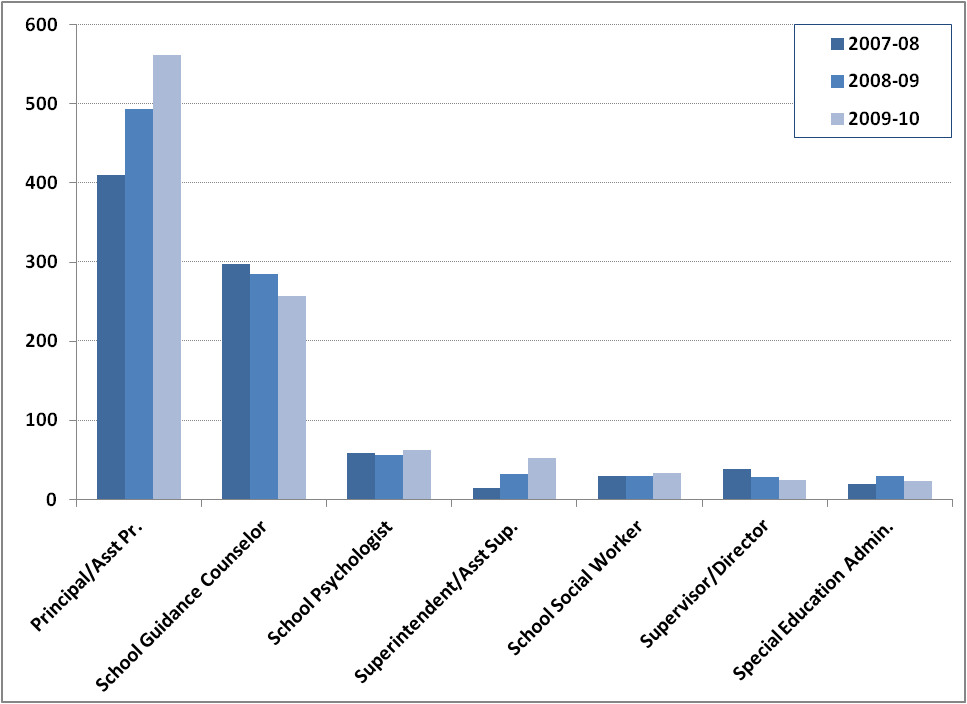 600
500
400
300
200
100
0
2007-08
2008-09
2009-10
Principal/Asst Pr.
School Guidance Counselor
School Psychologist
Superintendent/Asst Sup.
School Social Worker
Supervisor/Director
Special Education Admin.